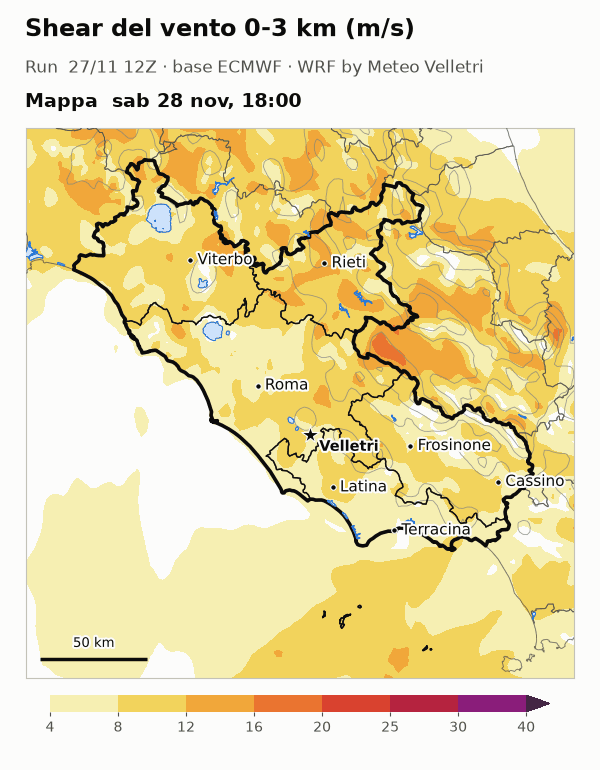 Shear del vento 0-3 km (m/s)
Run 27/11 12Z · base ECMWF · WRF by Meteo Velletri
Mappa sab 28 nov, 18:00
Viterbo
Rieti
Roma
Velletri
Frosinone
Latina
Cassino
Terracina
50 km
4 8 12 16 20 25 30 40